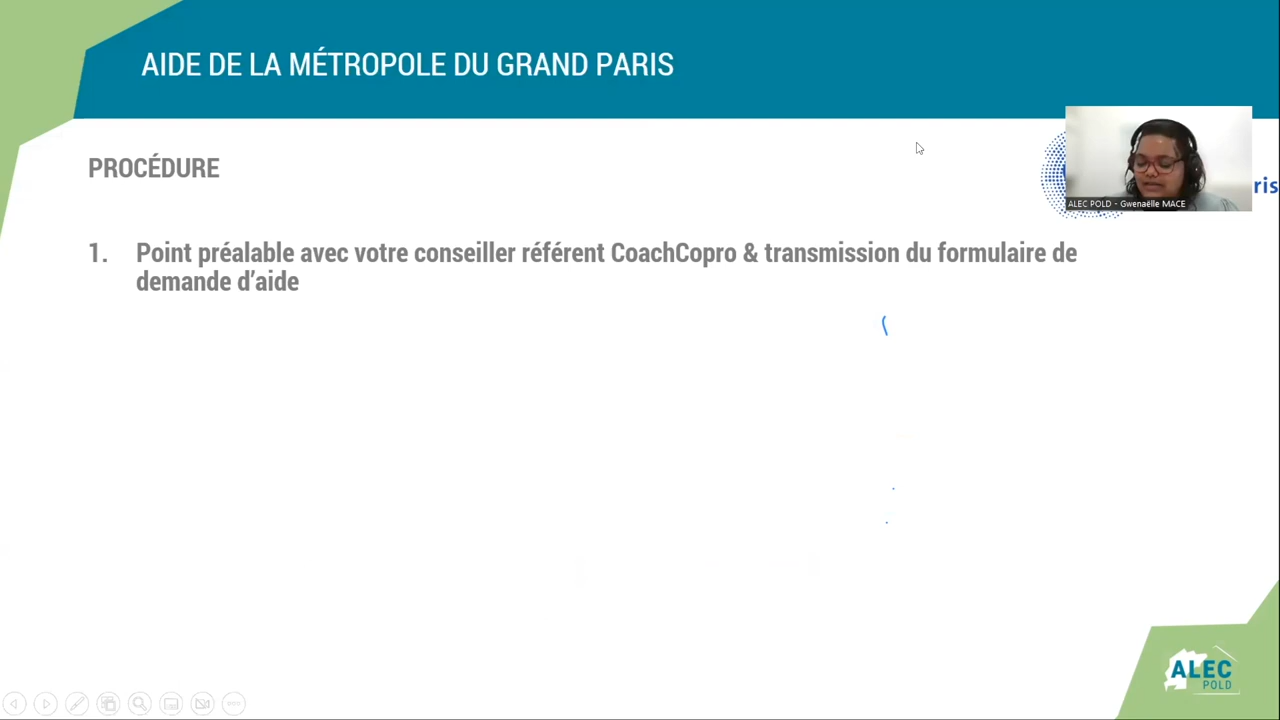 AIDE DE LA MÉTROPOLE DU GRAND PARIS
PROCÉDURE
ris
ALEC POLD - Gwenaëlle MACE
1. Point préalable avec votre conseiller référent CoachCopro & transmission du formulaire de
demande d’aide
ALEC
POLD